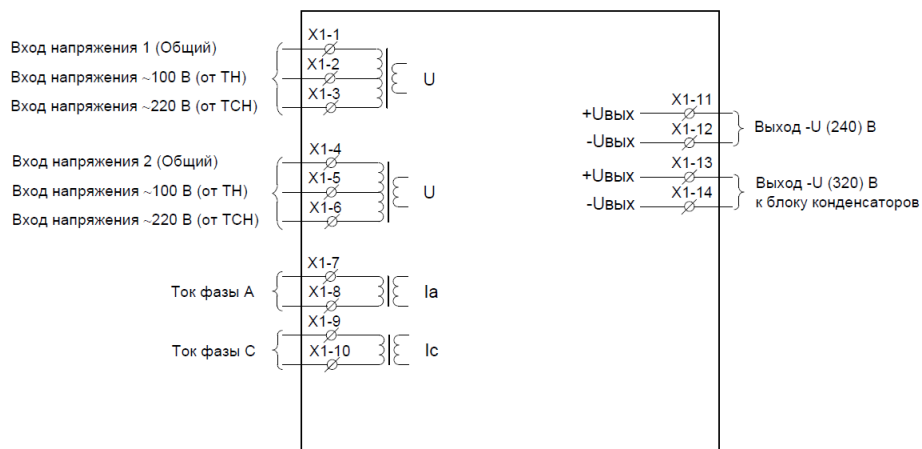 X1-1
Вход напряжения 1 (Общий)
X1-2
Вход напряжения ~100 В (от ТН)
U
X1-3
Вход напряжения ~220 В (от ТСН)
X1-4
Вход напряжения 2 (Общий)
X1-5
Вход напряжения ~100 В (от ТН)
U
X1-6
Вход напряжения ~220 В (от ТСН)
X1-7
Ток фазы А
X1-8
Ia
X1-9
Ток фазы С
X1-10
Ic
X1-11
+Uвых
X1-12
-Uвых
Выход -U (240) В
X1-13
+Uвых
X1-14
-Uвых
Выход -U (320) В
к блоку конденсаторов